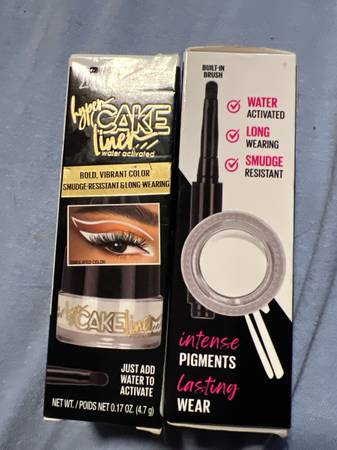 hyper
CAKE
liner
water activated
BOLD, VIBRANT COLOR
SMUDGE-RESISTANT & LONG-WEARING
SIMULATED COLOR
CAKE liner
JUST ADD
WATER TO
ACTIVATE
NET WT. / POIDS NET 0.17 OZ. (4.7 g)
BUILT-IN
BRUSH
WATER
ACTIVATED
LONG
WEARING
SMUDGE
RESISTANT
intense
PIGMENTS
lasting
WEAR